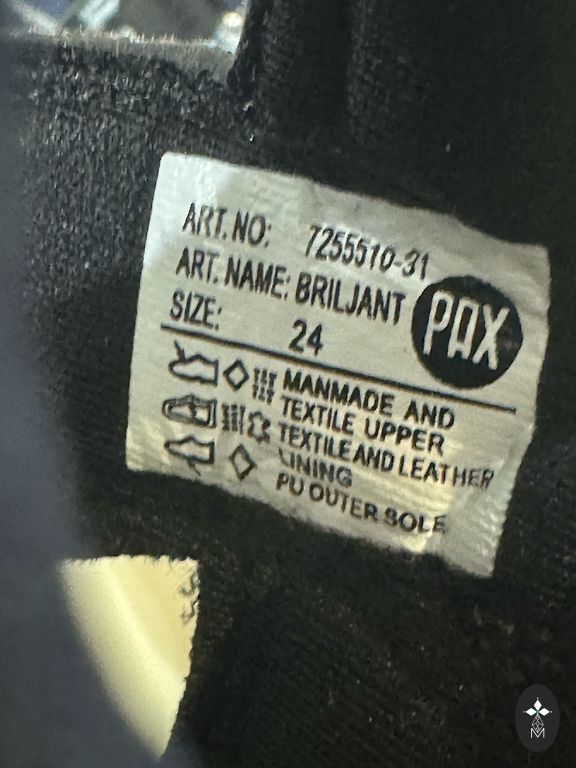 ART. NO: 7255510-31
ART. NAME: BRILJANT
SIZE: 24
PAX
MANMADE AND
TEXTILE UPPER
TEXTILE AND LEATHER
LINING
PU OUTER SOLE
M